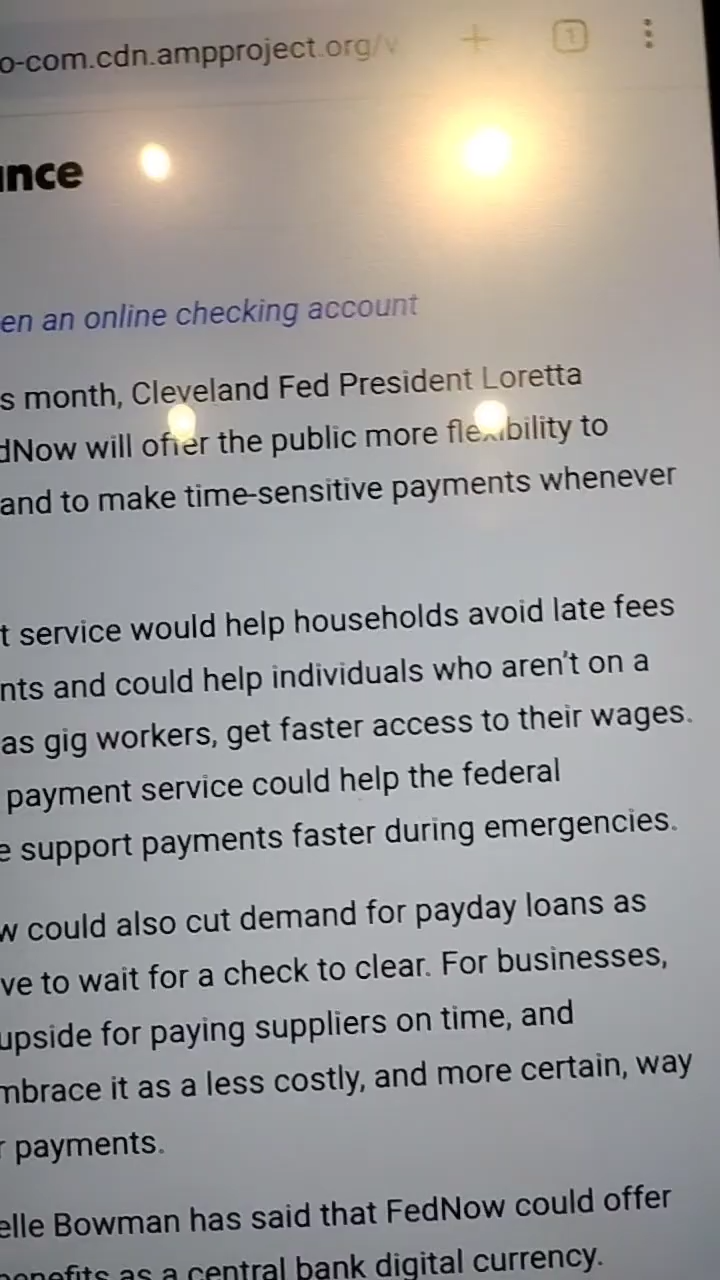 o-com.cdn.ampproject.org/v
1
ance
en an online checking account
s month, Cleveland Fed President Loretta
dNow will offer the public more flexibility to
and to make time-sensitive payments whenever
t service would help households avoid late fees
nts and could help individuals who aren't on a
as gig workers, get faster access to their wages.
payment service could help the federal
e support payments faster during emergencies.
w could also cut demand for payday loans as
ve to wait for a check to clear. For businesses,
upside for paying suppliers on time, and
mbrace it as a less costly, and more certain, way
r payments.
elle Bowman has said that FedNow could offer
benefits as a central bank digital currency.